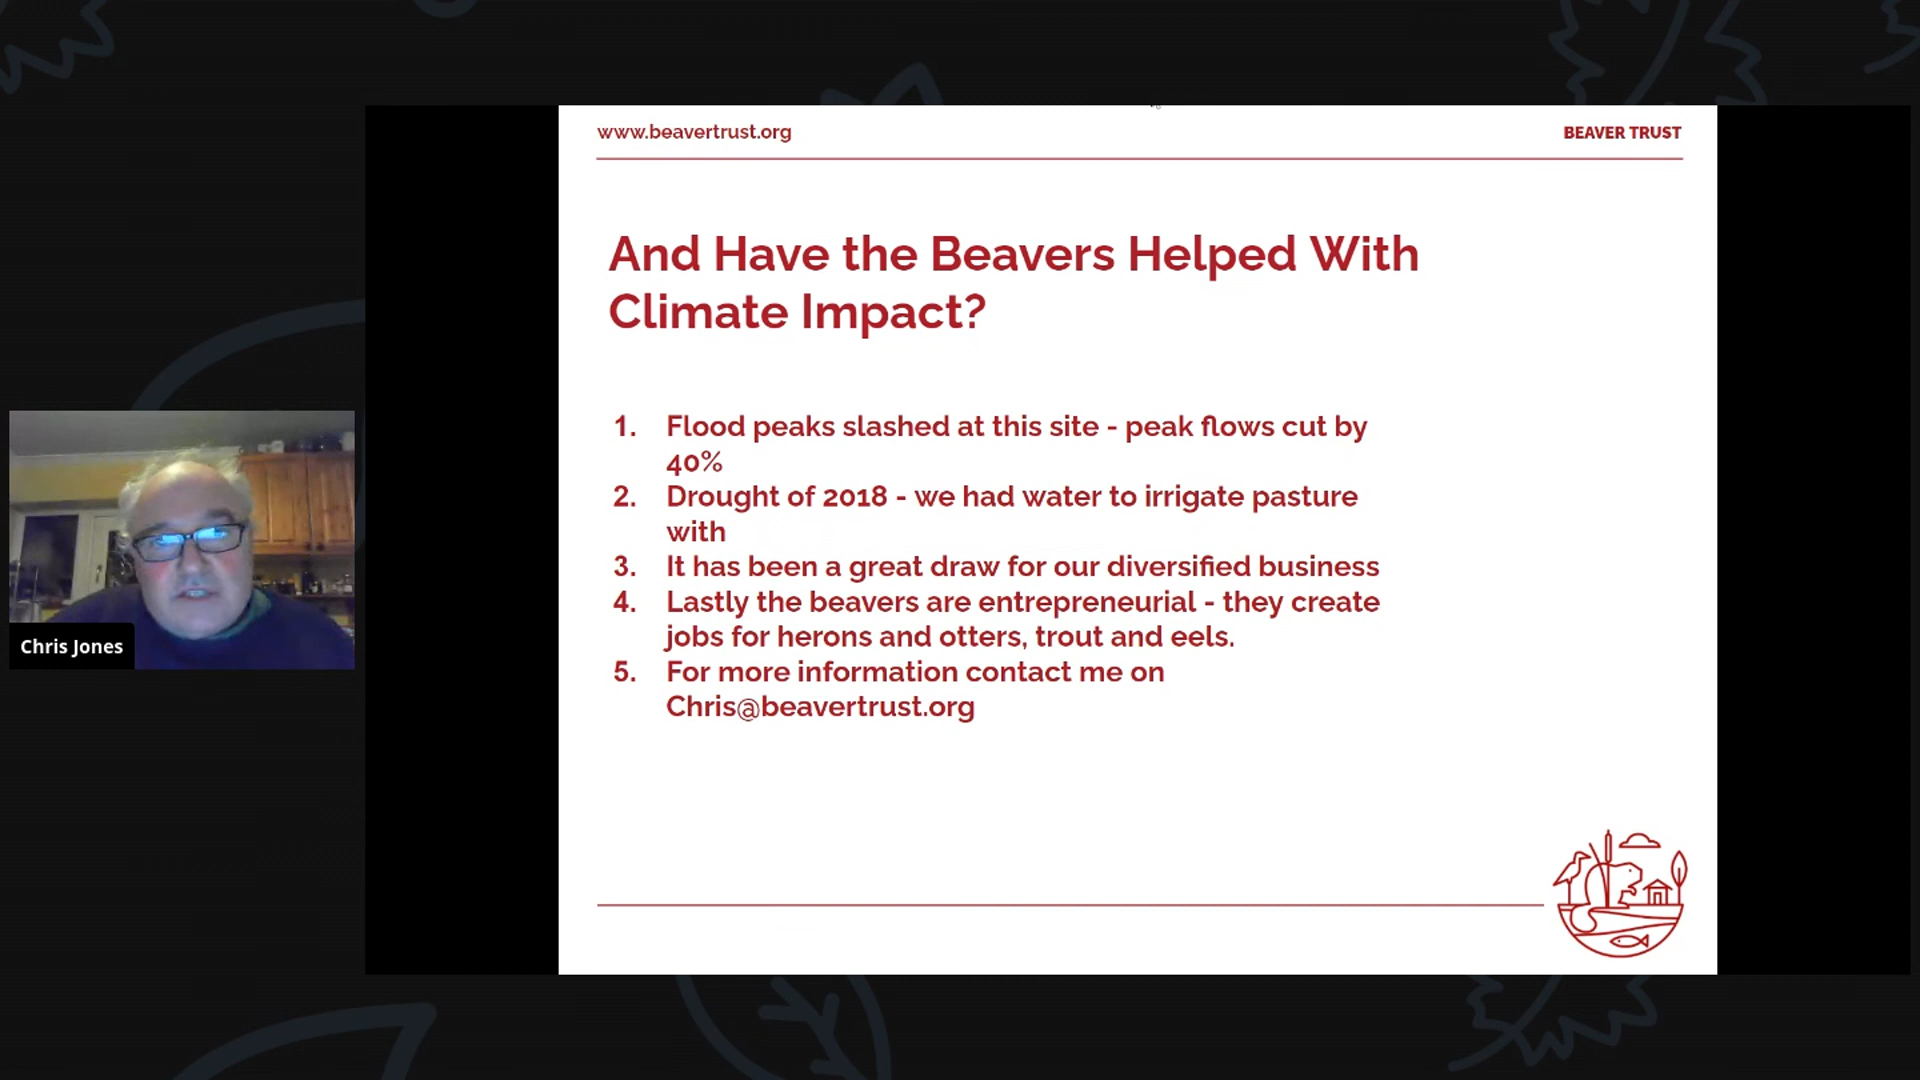 www.beavertrust.org
BEAVER TRUST
And Have the Beavers Helped With
Climate Impact?
1. Flood peaks slashed at this site - peak flows cut by
40%
2. Drought of 2018 - we had water to irrigate pasture
with
3. It has been a great draw for our diversified business
4. Lastly the beavers are entrepreneurial - they create
jobs for herons and otters, trout and eels.
5. For more information contact me on
Chris@beavertrust.org
Chris Jones